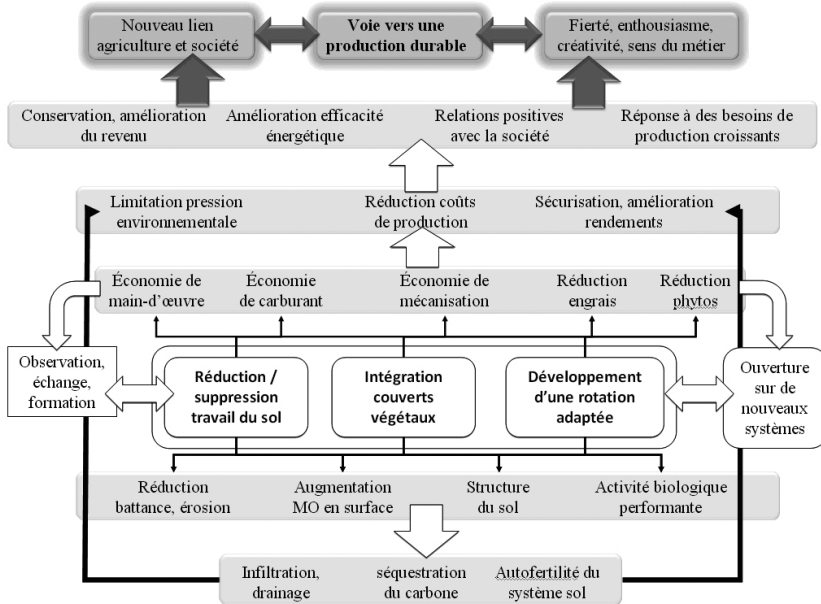 Nouveau lien
agriculture et société
Voie vers une
production durable
Fierté, enthousiasme,
créativité, sens du métier
Conservation, amélioration
du revenu
Amélioration efficacité
énergétique
Relations positives
avec la société
Réponse à des besoins de
production croissants
Limitation pression
environnementale
Réduction coûts
de production
Sécurisation, amélioration
rendements
Économie de
main-d'œuvre
Économie
de carburant
Économie de
mécanisation
Réduction
engrais
Réduction
phytos
Observation,
échange,
formation
Réduction /
suppression
travail du sol
Intégration
couverts
végétaux
Développement
d'une rotation
adaptée
Ouverture
sur de
nouveaux
systèmes
Réduction
battance, érosion
Augmentation
MO en surface
Structure
du sol
Activité biologique
performante
Infiltration,
drainage
séquestration
du carbone
Autofertilité du
système sol